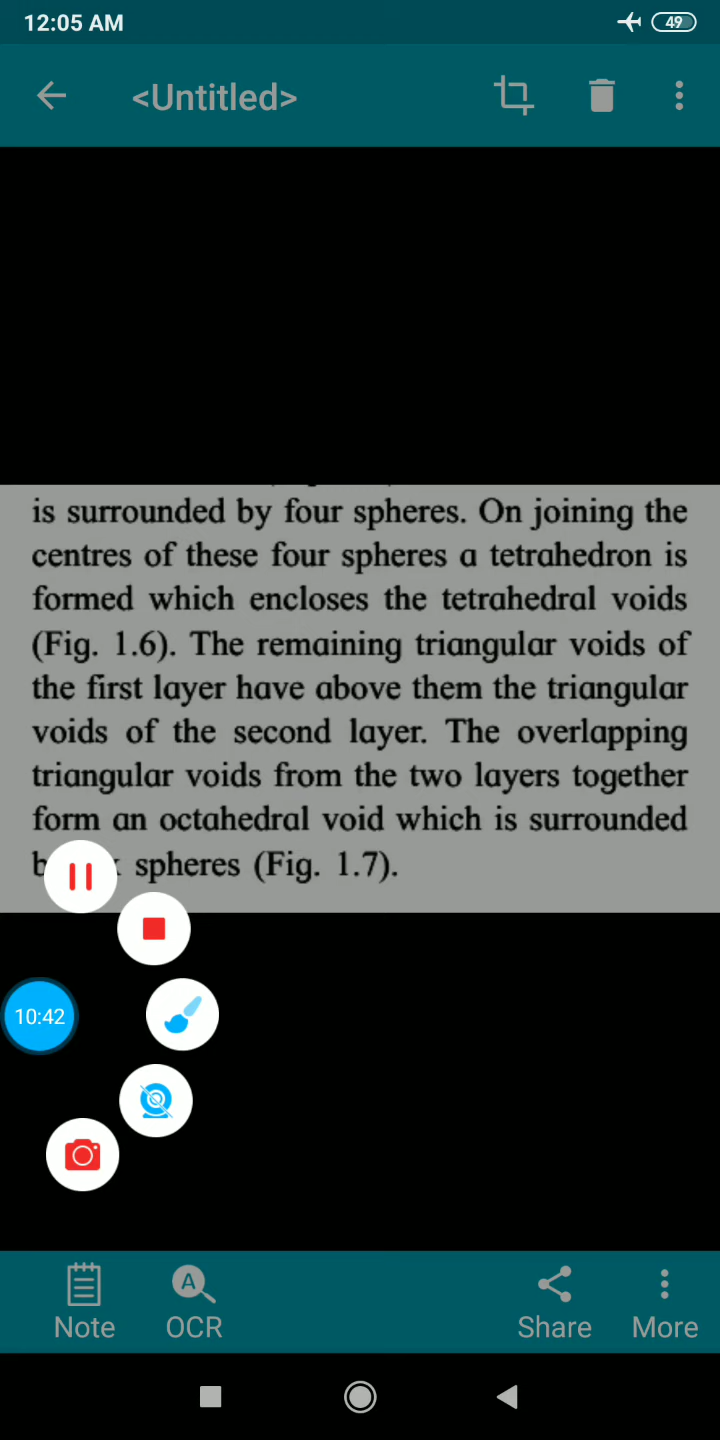 12:05 AM
49
<Untitled>
is surrounded by four spheres. On joining the
centres of these four spheres a tetrahedron is
formed which encloses the tetrahedral voids
(Fig. 1.6). The remaining triangular voids of
the first layer have above them the triangular
voids of the second layer. The overlapping
triangular voids from the two layers together
form an octahedral void which is surrounded
spheres (Fig. 1.7).
10:42
A
Note
OCR
Share
More